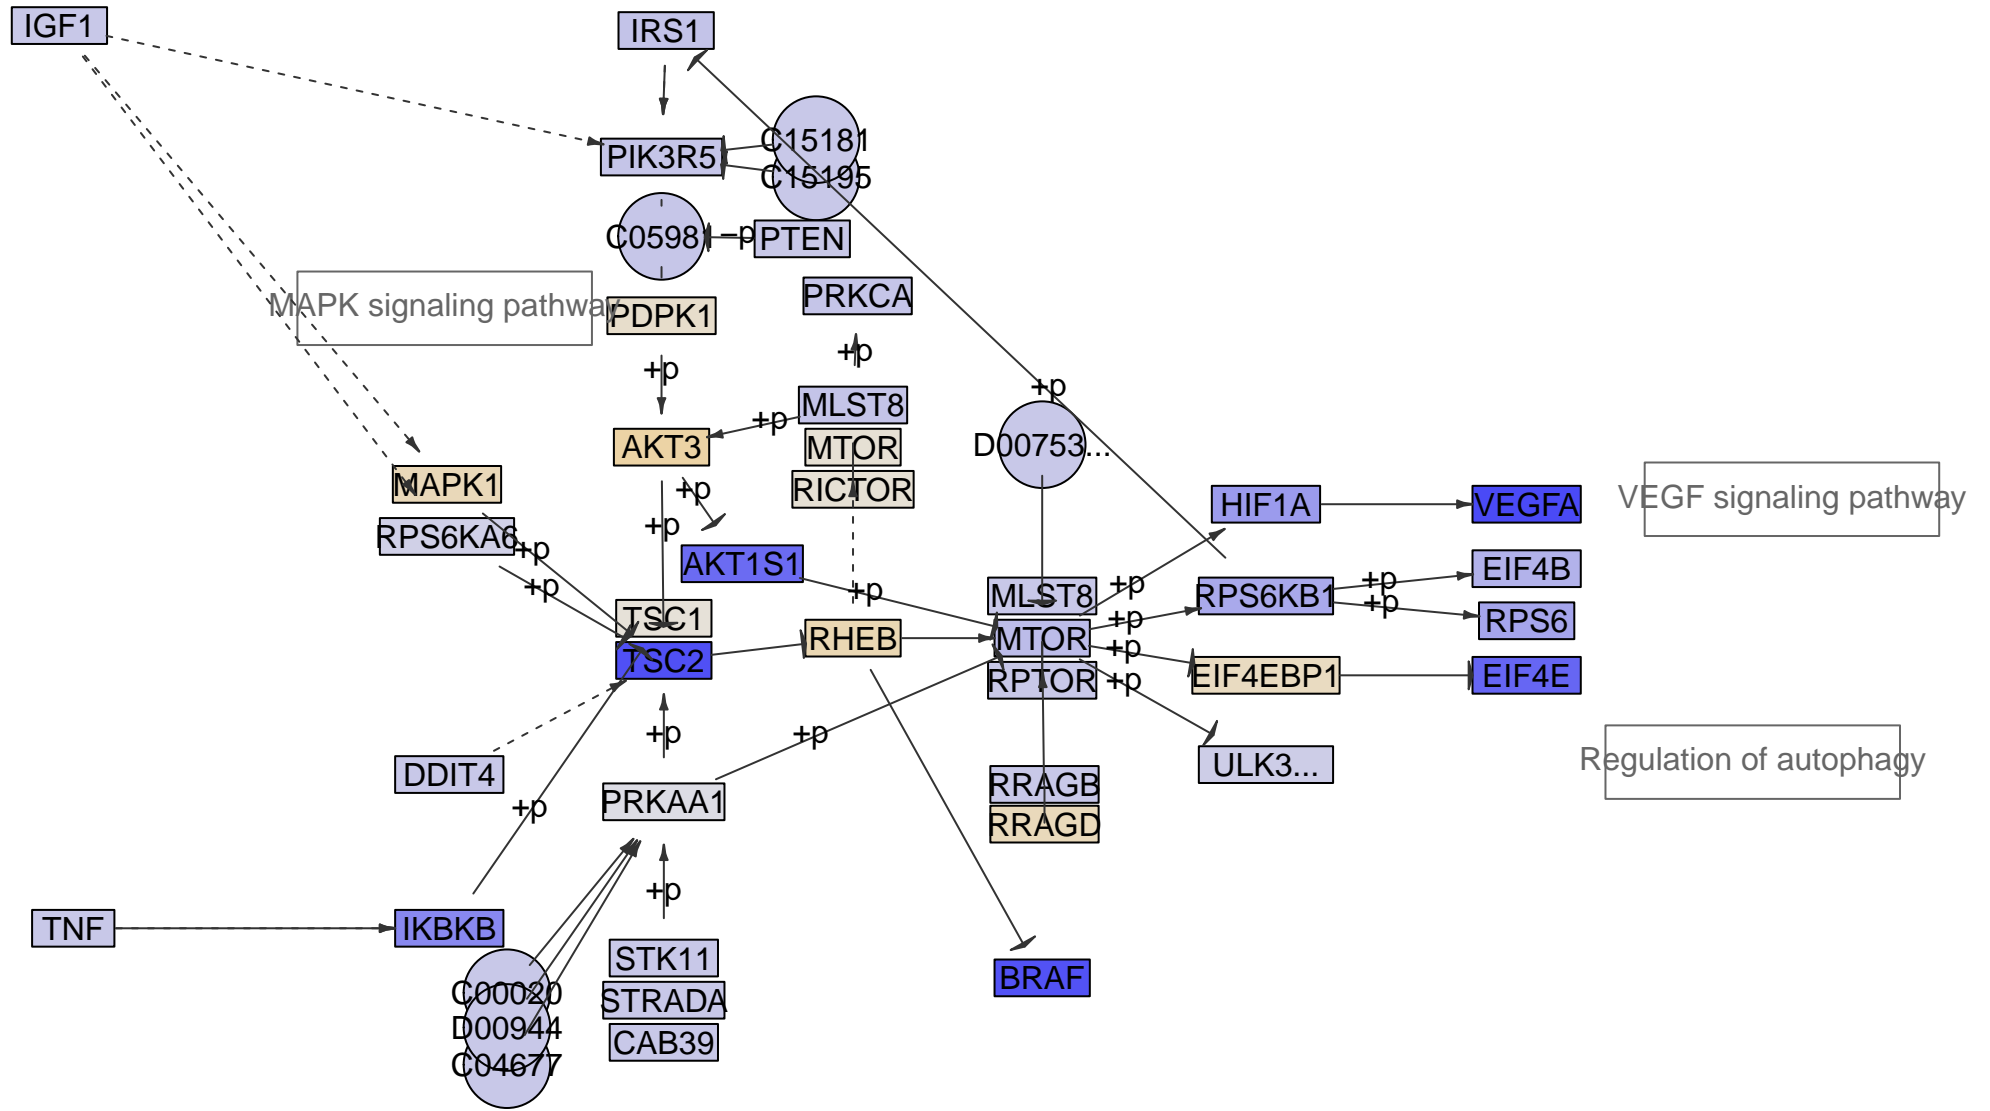 IGF1
IRS1
PIK3R5
C15181
C15195
C05981
−p
PTEN
MAPK signaling pathway
PDPK1
PRKCA
+p
+p
+p
MLST8
+p
AKT3
MTOR
D00753...
MAPK1
RICTOR
+p
HIF1A
VEGFA
VEGF signaling pathway
RPS6KA6
+p
+p
AKT1S1
EIF4B
+p
+p
+p
MLST8
RPS6KB1
+p
+p
TSC1
+p
RPS6
RHEB
MTOR
+p
TSC2
RPTOR
+p
EIF4EBP1
EIF4E
+p
+p
DDIT4
ULK3...
Regulation of autophagy
RRAGB
PRKAA1
+p
RRAGD
+p
TNF
IKBKB
STK11
BRAF
C00020
STRADA
D00944
CAB39
C04677